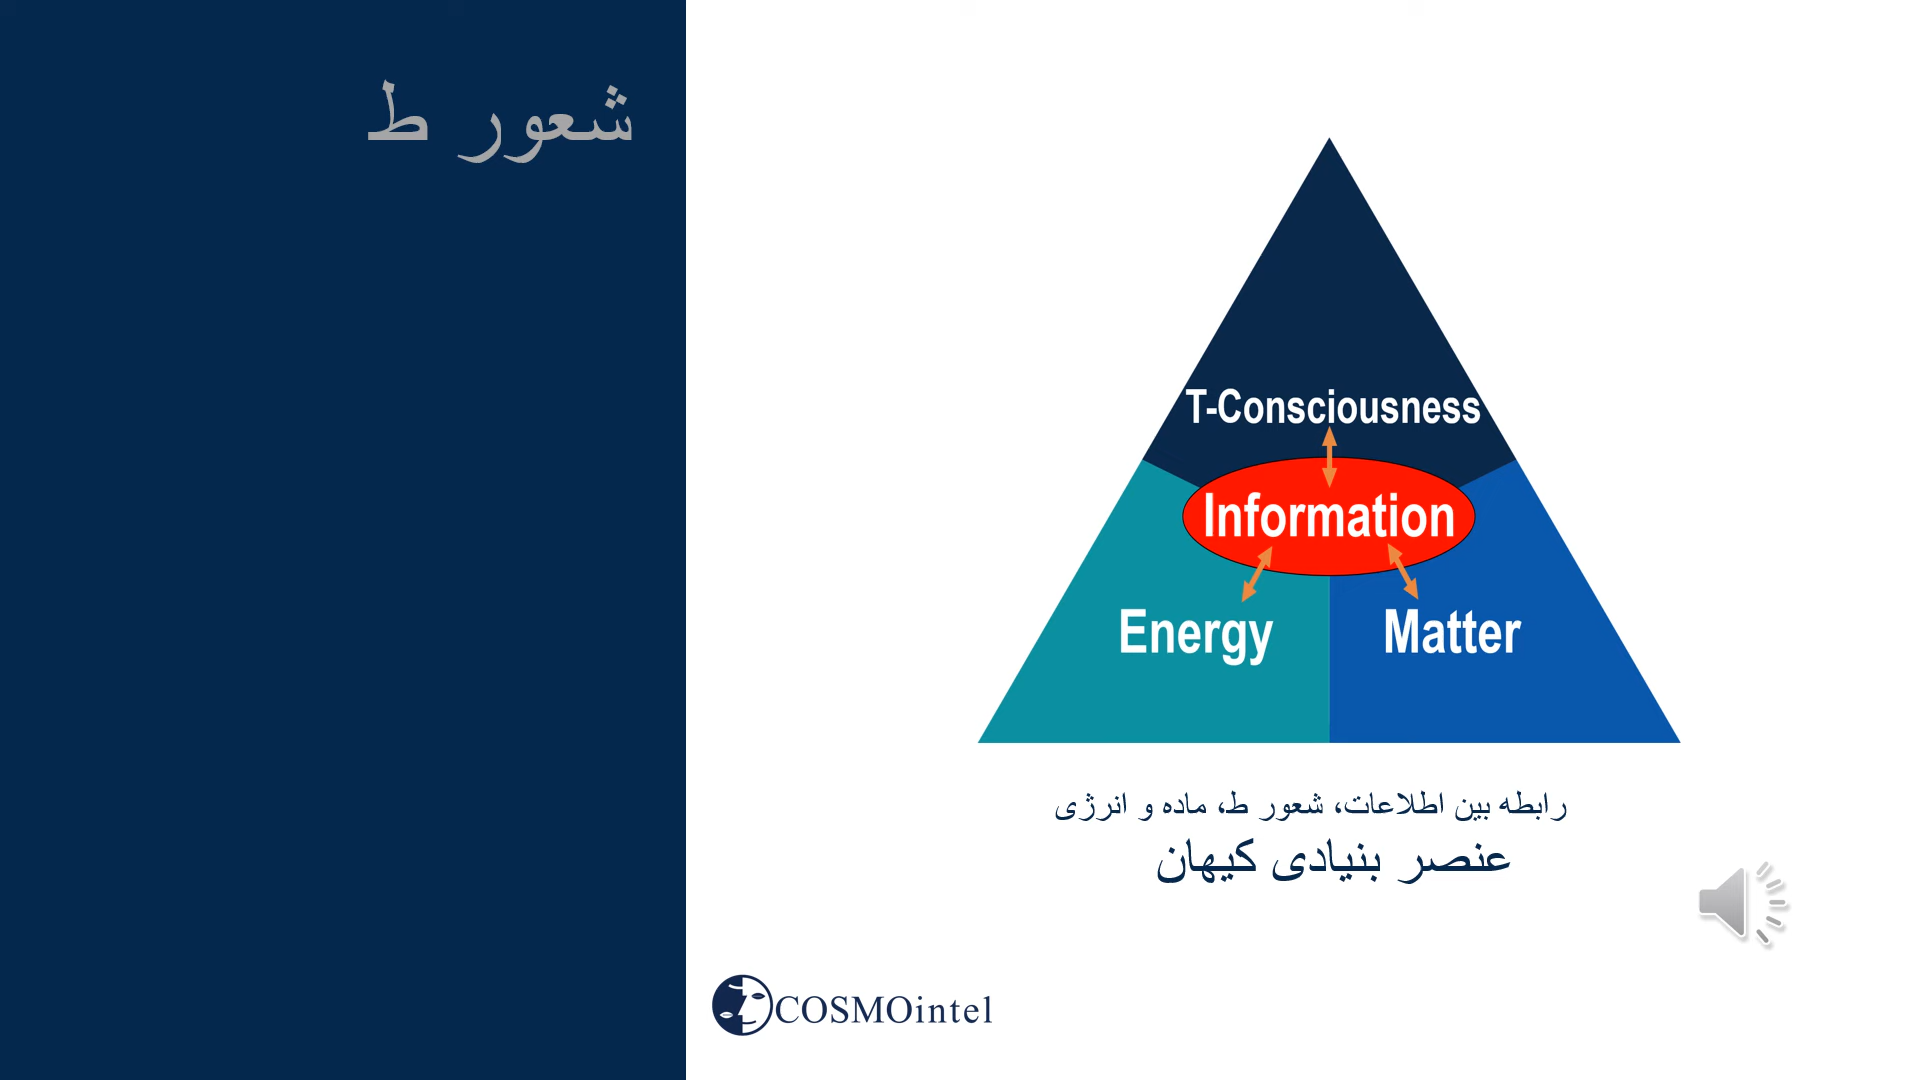 شعور ط
T-Consciousness
Information
Energy
Matter
رابطه بین اطلاعات، شعور ط، ماده و انرژی
عنصر بنیادی کیهان
COSMOintel